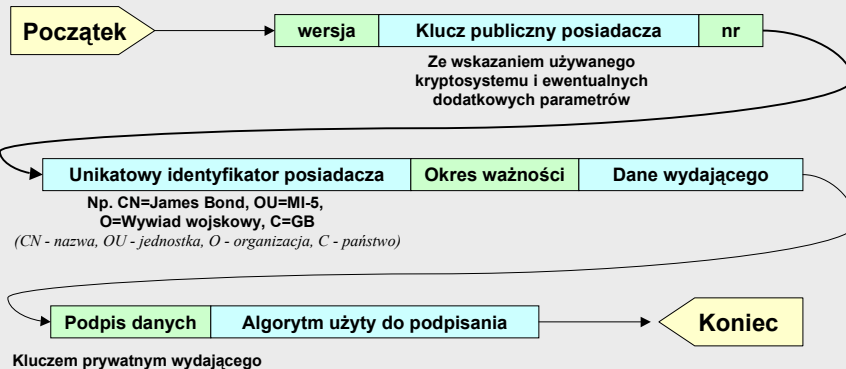 Początek
wersja Klucz publiczny posiadacza nr
Ze wskazaniem używanego
kryptosystemu i ewentualnych
dodatkowych parametrów
Unikatowy identyfikator posiadacza Okres ważności Dane wydającego
Np. CN=James Bond, OU=MI-5,
O=Wywiad wojskowy, C=GB
(CN - nazwa, OU - jednostka, O - organizacja, C - państwo)
Podpis danych Algorytm użyty do podpisania Koniec
Kluczem prywatnym wydającego